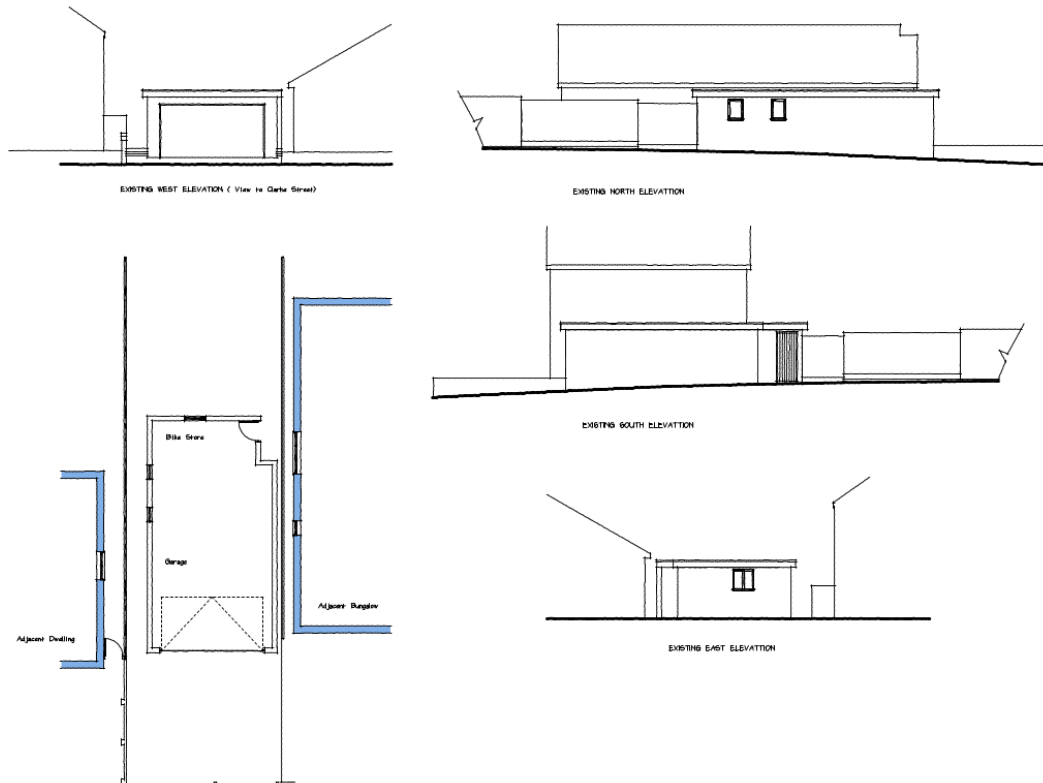 EXISTING WEST ELEVATION ( View to Clarke Street)
EXISTING NORTH ELEVATTION
EXISTING SOUTH ELEVATTION
Bike Store
Garage
Adjacent Bungalow
Adjacent Dwelling
EXISTING EAST ELEVATTION